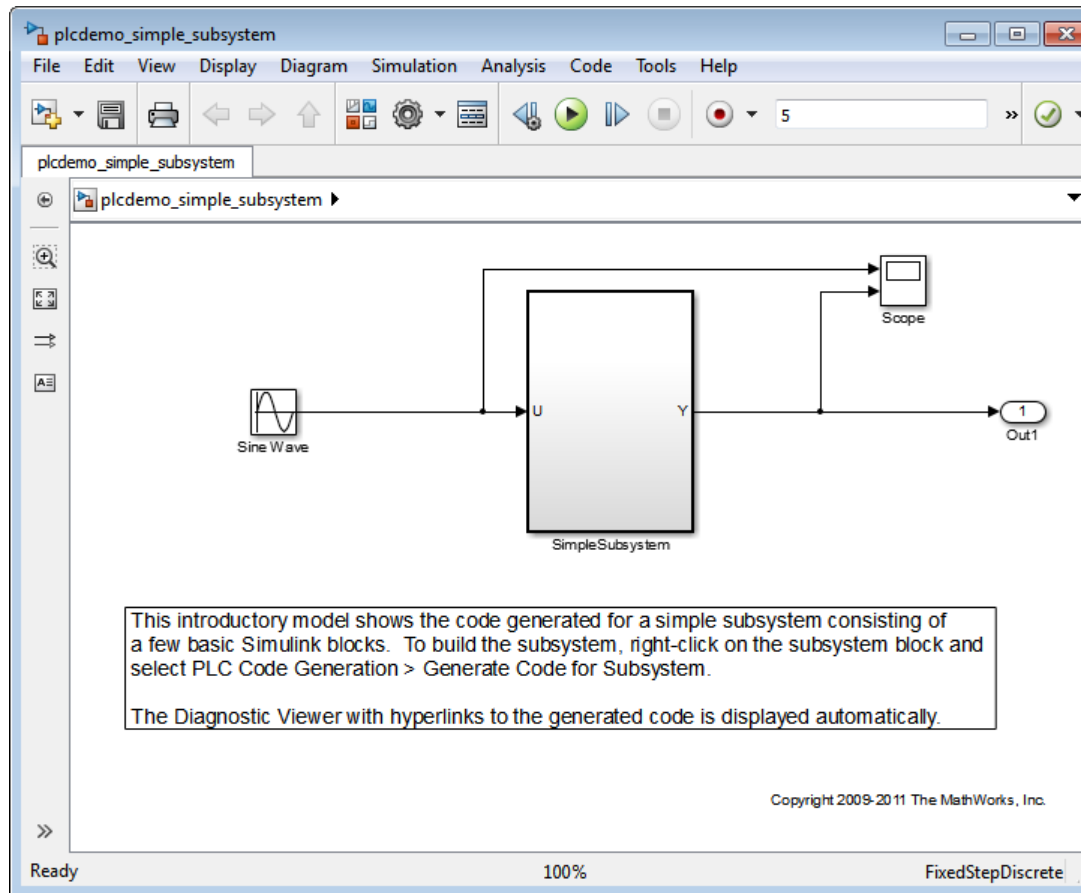 plcdemo_simple_subsystem
File Edit View Display Diagram Simulation Analysis Code Tools Help
5
»
plcdemo_simple_subsystem
plcdemo_simple_subsystem
Scope
U
Y
1
Out1
Sine Wave
SimpleSubsystem
This introductory model shows the code generated for a simple subsystem consisting of
a few basic Simulink blocks. To build the subsystem, right-click on the subsystem block and
select PLC Code Generation > Generate Code for Subsystem.
The Diagnostic Viewer with hyperlinks to the generated code is displayed automatically.
Copyright 2009-2011 The MathWorks, Inc.
Ready 100% FixedStepDiscrete